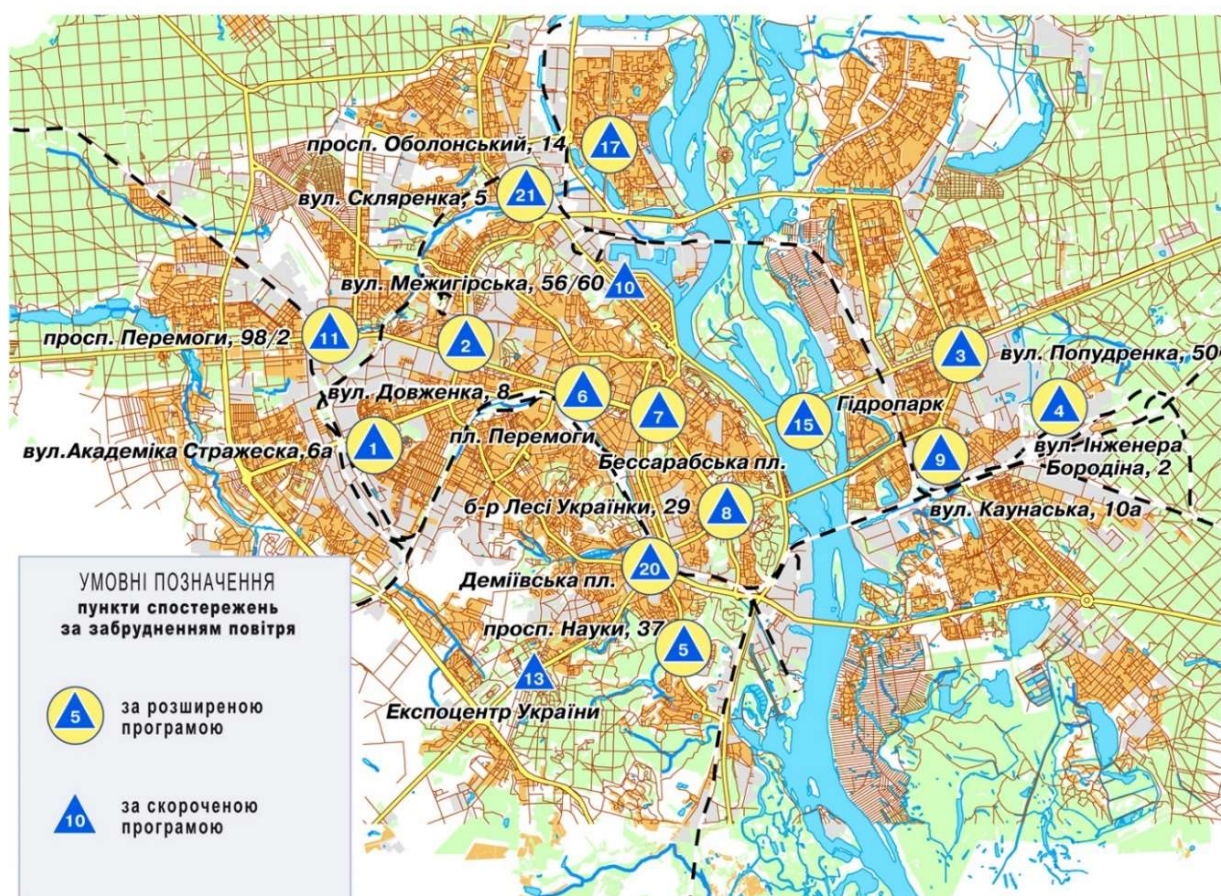 просп. Оболонський, 14
17
вул. Скляренка, 5
21
вул. Межигірська, 56/60
10
просп. Перемоги, 98/2
11
2
3
вул. Попудренка, 50
вул. Довженка, 8
6
7
15
Гідропарк
4
вул.Академіка Стражеска,6а
1
пл. Перемоги
Бессарабська пл.
9
вул. Інженера
Бородіна, 2
б-р Лесі Українки, 29
8
вул. Каунаська, 10а
Деміївська пл.
20
просп. Науки, 37
5
13
Експоцентр України
УМОВНІ ПОЗНАЧЕННЯ
пункти спостережень
за забрудненням повітря
5
за розширеною
програмою
10
за скороченою
програмою